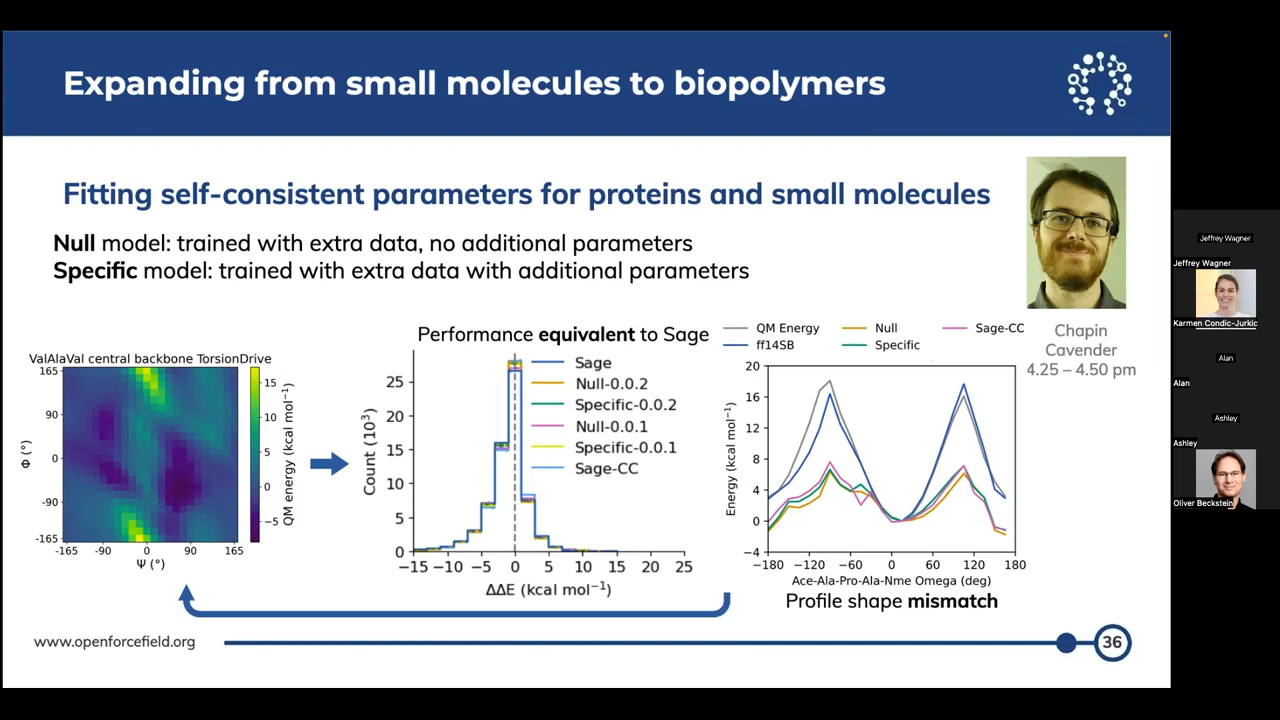 Expanding from small molecules to biopolymers
Fitting self-consistent parameters for proteins and small molecules
Null model: trained with extra data, no additional parameters
Specific model: trained with extra data with additional parameters
Chapin
Cavender
4.25 – 4.50 pm
ValAlaVal central backbone TorsionDrive
165
90
0
-90
-165
Φ (°)
-165 -90 0 90 165
Ψ (°)
15
10
5
0
−5
QM energy (kcal mol⁻¹)
Performance equivalent to Sage
Sage
Null-0.0.2
Specific-0.0.2
Null-0.0.1
Specific-0.0.1
Sage-CC
25
20
15
10
5
0
Count (10³)
−15 −10 −5 0 5 10 15 20 25
ΔΔE (kcal mol⁻¹)
QM Energy Null Sage-CC
ff14SB Specific
20
16
12
8
4
0
−4
Energy (kcal mol⁻¹)
−180 −120 −60 0 60 120 180
Ace-Ala-Pro-Ala-Nme Omega (deg)
Profile shape mismatch
www.openforcefield.org
36
Jeffrey Wagner
Jeffrey Wagner
Karmen Condic-Jurkic
Alan
Alan
Ashley
Ashley
Oliver Beckstein